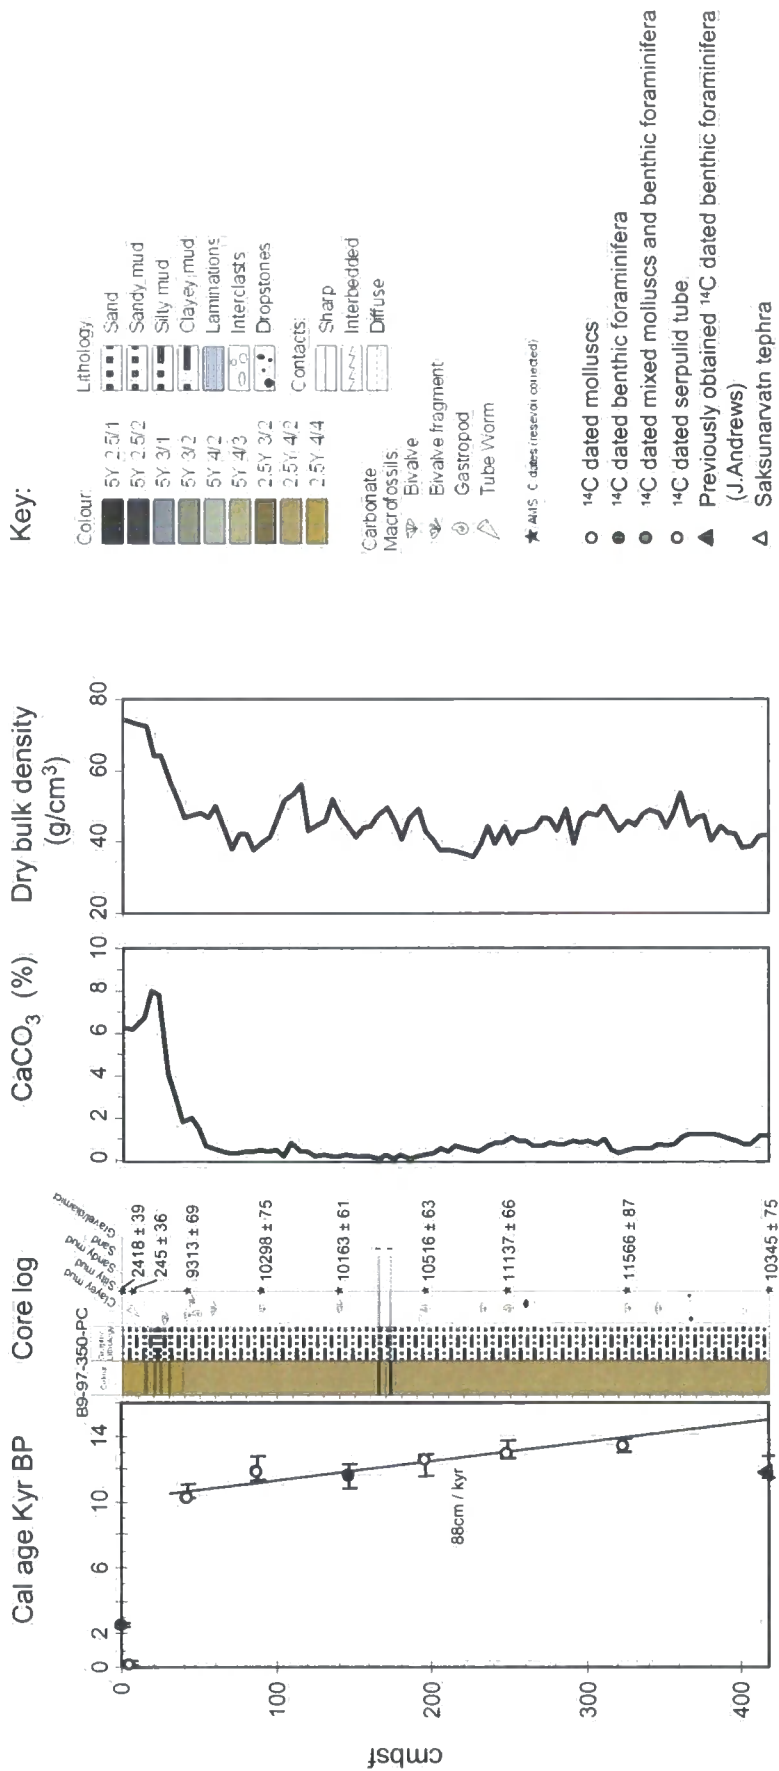 Cal age Kyr BP
0
2
6
10
14
0
100
200
300
400
cmbsf
88cm / kyr
Core log
B9-97-350-PC
Colour
Clayey mud
Silty mud
Sandy mud
Sand
2418 ± 39
245 ± 36
9313 ± 69
10298 ± 75
10163 ± 61
10516 ± 63
11137 ± 66
11566 ± 87
10345 ± 75
CaCO3 (%)
0
2
4
6
8
10
Dry bulk density
(g/cm3)
20
40
60
80
Key:
Colour:
5Y 2.5/1
5Y 2.5/2
5Y 3/1
5Y 3/2
5Y 4/2
5Y 4/3
2.5Y 3/2
2.5Y 4/2
2.5Y 4/4
Lithology:
Sand
Sandy mud
Silty mud
Clayey mud
Laminations
Interclasts
Dropstones
Contacts:
Sharp
Interbedded
Diffuse
Carbonate
Macrofossils:
Bivalve
Bivalve fragment
Gastropod
Tube Worm
AMS C dates (reservoir corrected)
14C dated molluscs
14C dated benthic foraminifera
14C dated mixed molluscs and benthic foraminifera
14C dated serpulid tube
Previously obtained 14C dated benthic foraminifera
(J.Andrews)
Saksunarvatn tephra